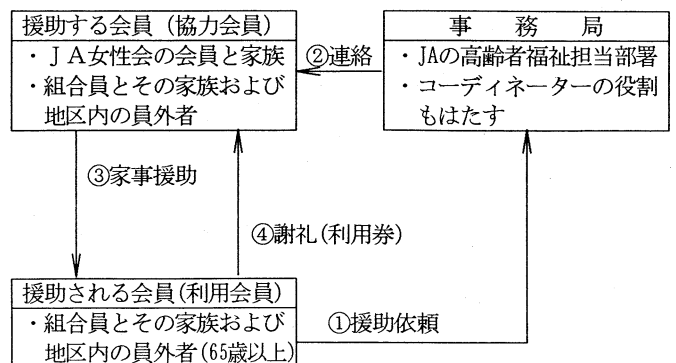 援助する会員（協力会員）
・ＪＡ女性会の会員と家族
・組合員とその家族および
地区内の員外者
事　務　局
・JAの高齢者福祉担当部署
・コーディネーターの役割
もはたす
②連絡
③家事援助
④謝礼(利用券)
援助される会員(利用会員)
・組合員とその家族および
地区内の員外者(65歳以上)
①援助依頼